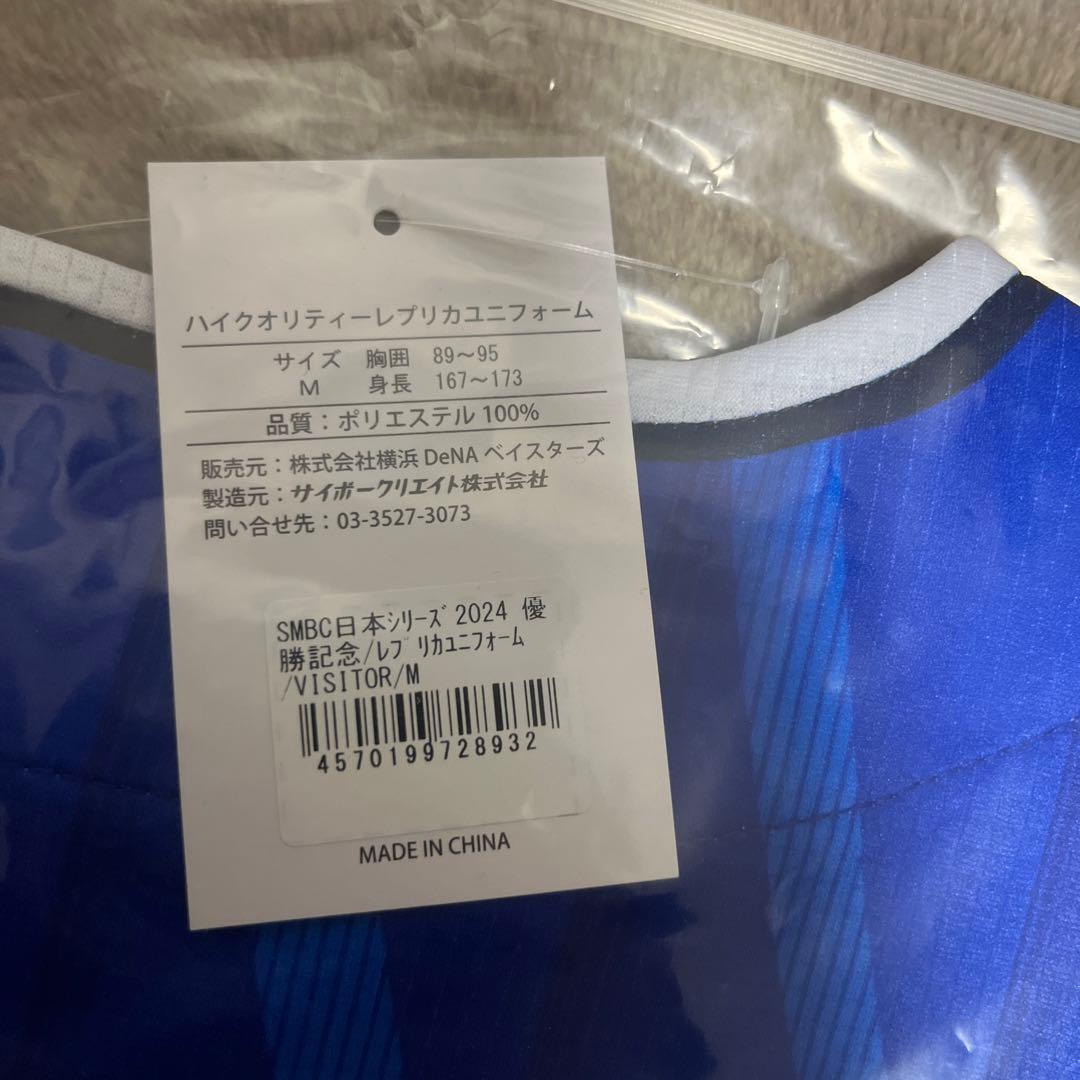 ハイクオリティーレプリカユニフォーム
サイズ 胸囲 89〜95
M 身長 167〜173
品質：ポリエステル 100%
販売元：株式会社横浜 DeNA ベイスターズ
製造元：サイボークリエイト株式会社
問い合せ先：03-3527-3073
SMBC日本ｼﾘｰｽﾞ2024 優
勝記念/ﾚﾌﾟﾘｶﾕﾆﾌｫｰﾑ
/VISITOR/M
4570199728932
MADE IN CHINA